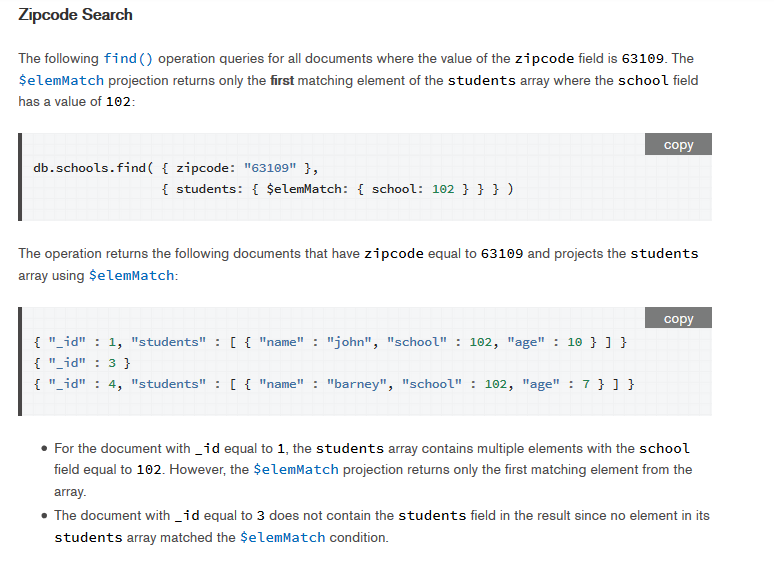 Zipcode Search
The following find() operation queries for all documents where the value of the zipcode field is 63109. The
$elemMatch projection returns only the first matching element of the students array where the school field
has a value of 102:
copy
db.schools.find( { zipcode: "63109" },
{ students: { $elemMatch: { school: 102 } } } )
The operation returns the following documents that have zipcode equal to 63109 and projects the students
array using $elemMatch:
copy
{ "_id" : 1, "students" : [ { "name" : "john", "school" : 102, "age" : 10 } ] }
{ "_id" : 3 }
{ "_id" : 4, "students" : [ { "name" : "barney", "school" : 102, "age" : 7 } ] }
• For the document with _id equal to 1, the students array contains multiple elements with the school
field equal to 102. However, the $elemMatch projection returns only the first matching element from the
array.
• The document with _id equal to 3 does not contain the students field in the result since no element in its
students array matched the $elemMatch condition.